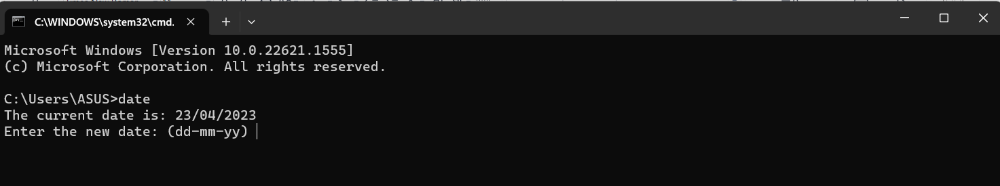 C:\WINDOWS\system32\cmd.
Microsoft Windows [Version 10.0.22621.1555]
(c) Microsoft Corporation. All rights reserved.
C:\Users\ASUS>date
The current date is: 23/04/2023
Enter the new date: (dd-mm-yy)